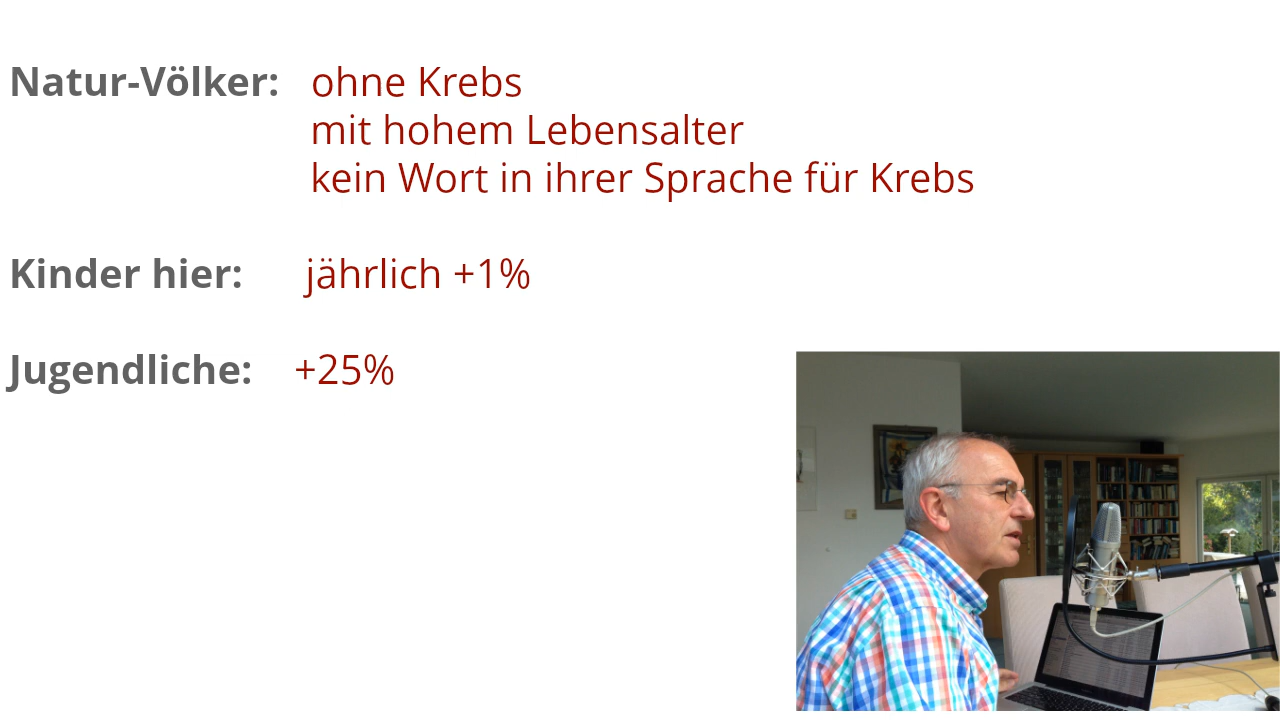 Natur-Völker: ohne Krebs
mit hohem Lebensalter
kein Wort in ihrer Sprache für Krebs
Kinder hier: jährlich +1%
Jugendliche: +25%